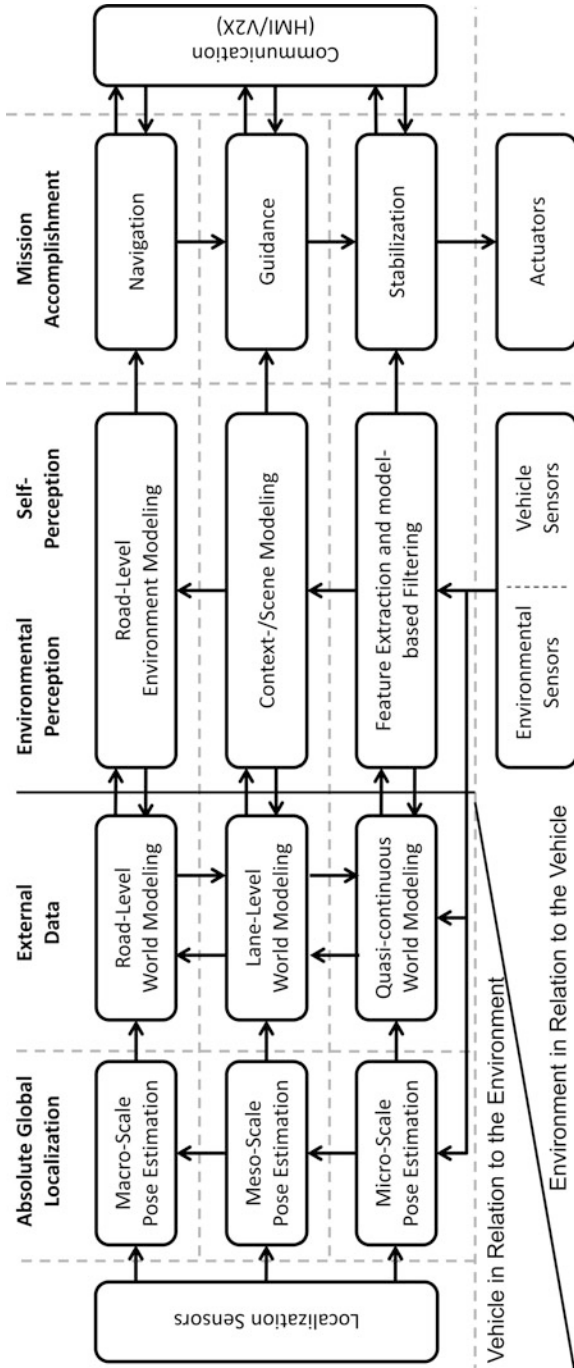 Absolute Global
Localization
External
Data
Environmental
Perception
Self-
Perception
Mission
Accomplishment
Localization Sensors
Macro-Scale
Pose Estimation
Road-Level
World Modeling
Road-Level
Environment Modeling
Navigation
Communication
(HMI/V2X)
Meso-Scale
Pose Estimation
Lane-Level
World Modeling
Context-/Scene Modeling
Guidance
Micro-Scale
Pose Estimation
Quasi-continuous
World Modeling
Feature Extraction and model-
based Filtering
Stabilization
Environmental
Sensors
Vehicle
Sensors
Actuators
Vehicle in Relation to the Environment
Environment in Relation to the Vehicle